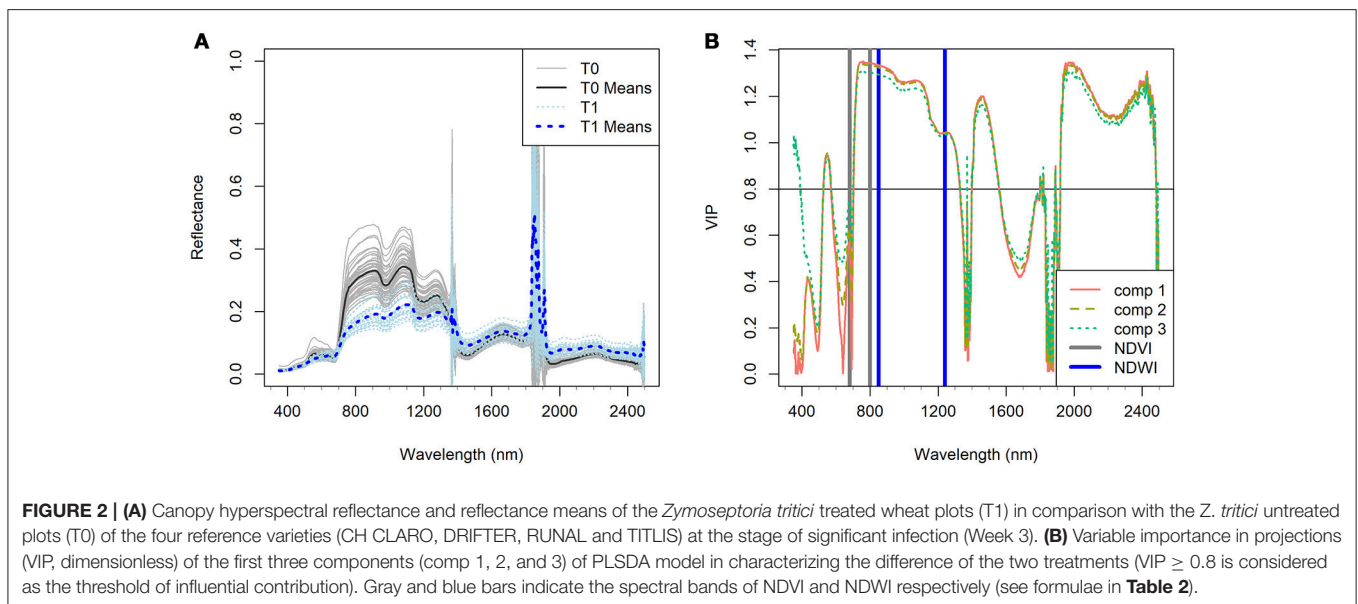 A
1.0
0.8
0.6
0.4
0.2
0.0
Reflectance
400
800
1200
1600
2000
2400
Wavelength (nm)
T0
T0 Means
T1
T1 Means
B
1.4
1.2
1.0
0.8
0.6
0.4
0.2
0.0
VIP
400
800
1200
1600
2000
2400
Wavelength (nm)
comp 1
comp 2
comp 3
NDVI
NDWI
FIGURE 2 | (A) Canopy hyperspectral reflectance and reflectance means of the Zymoseptoria tritici treated wheat plots (T1) in comparison with the Z. tritici untreated
plots (T0) of the four reference varieties (CH CLARO, DRIFTER, RUNAL and TITLIS) at the stage of significant infection (Week 3). (B) Variable importance in projections
(VIP, dimensionless) of the first three components (comp 1, 2, and 3) of PLSDA model in characterizing the difference of the two treatments (VIP ≥ 0.8 is considered
as the threshold of influential contribution). Gray and blue bars indicate the spectral bands of NDVI and NDWI respectively (see formulae in Table 2).